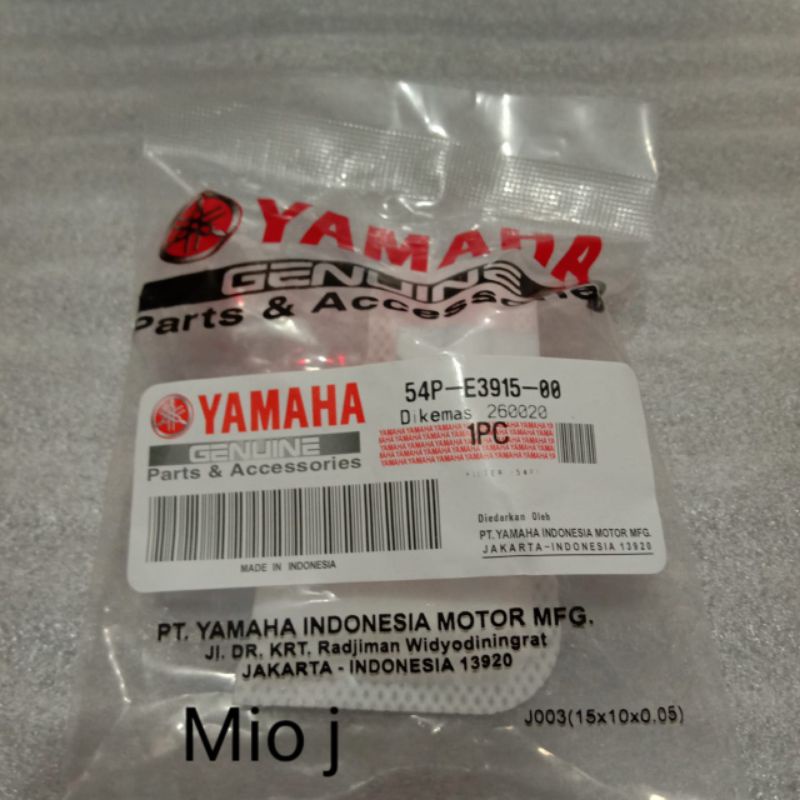 YAMAHA
GENUINE
Parts & Accessories
YAMAHA
GENUINE
Parts & Accessories
54P-E3915-00
Dikemas 260020
1PC
Diedarkan Oleh
PT. YAMAHA INDONESIA MOTOR MFG.
JAKARTA-INDONESIA 13920
MADE IN INDONESIA
PT. YAMAHA INDONESIA MOTOR MFG.
Jl. DR. KRT. Radjiman Widyodiningrat
JAKARTA - INDONESIA 13920
J003(15x10x0.05)
Mio j